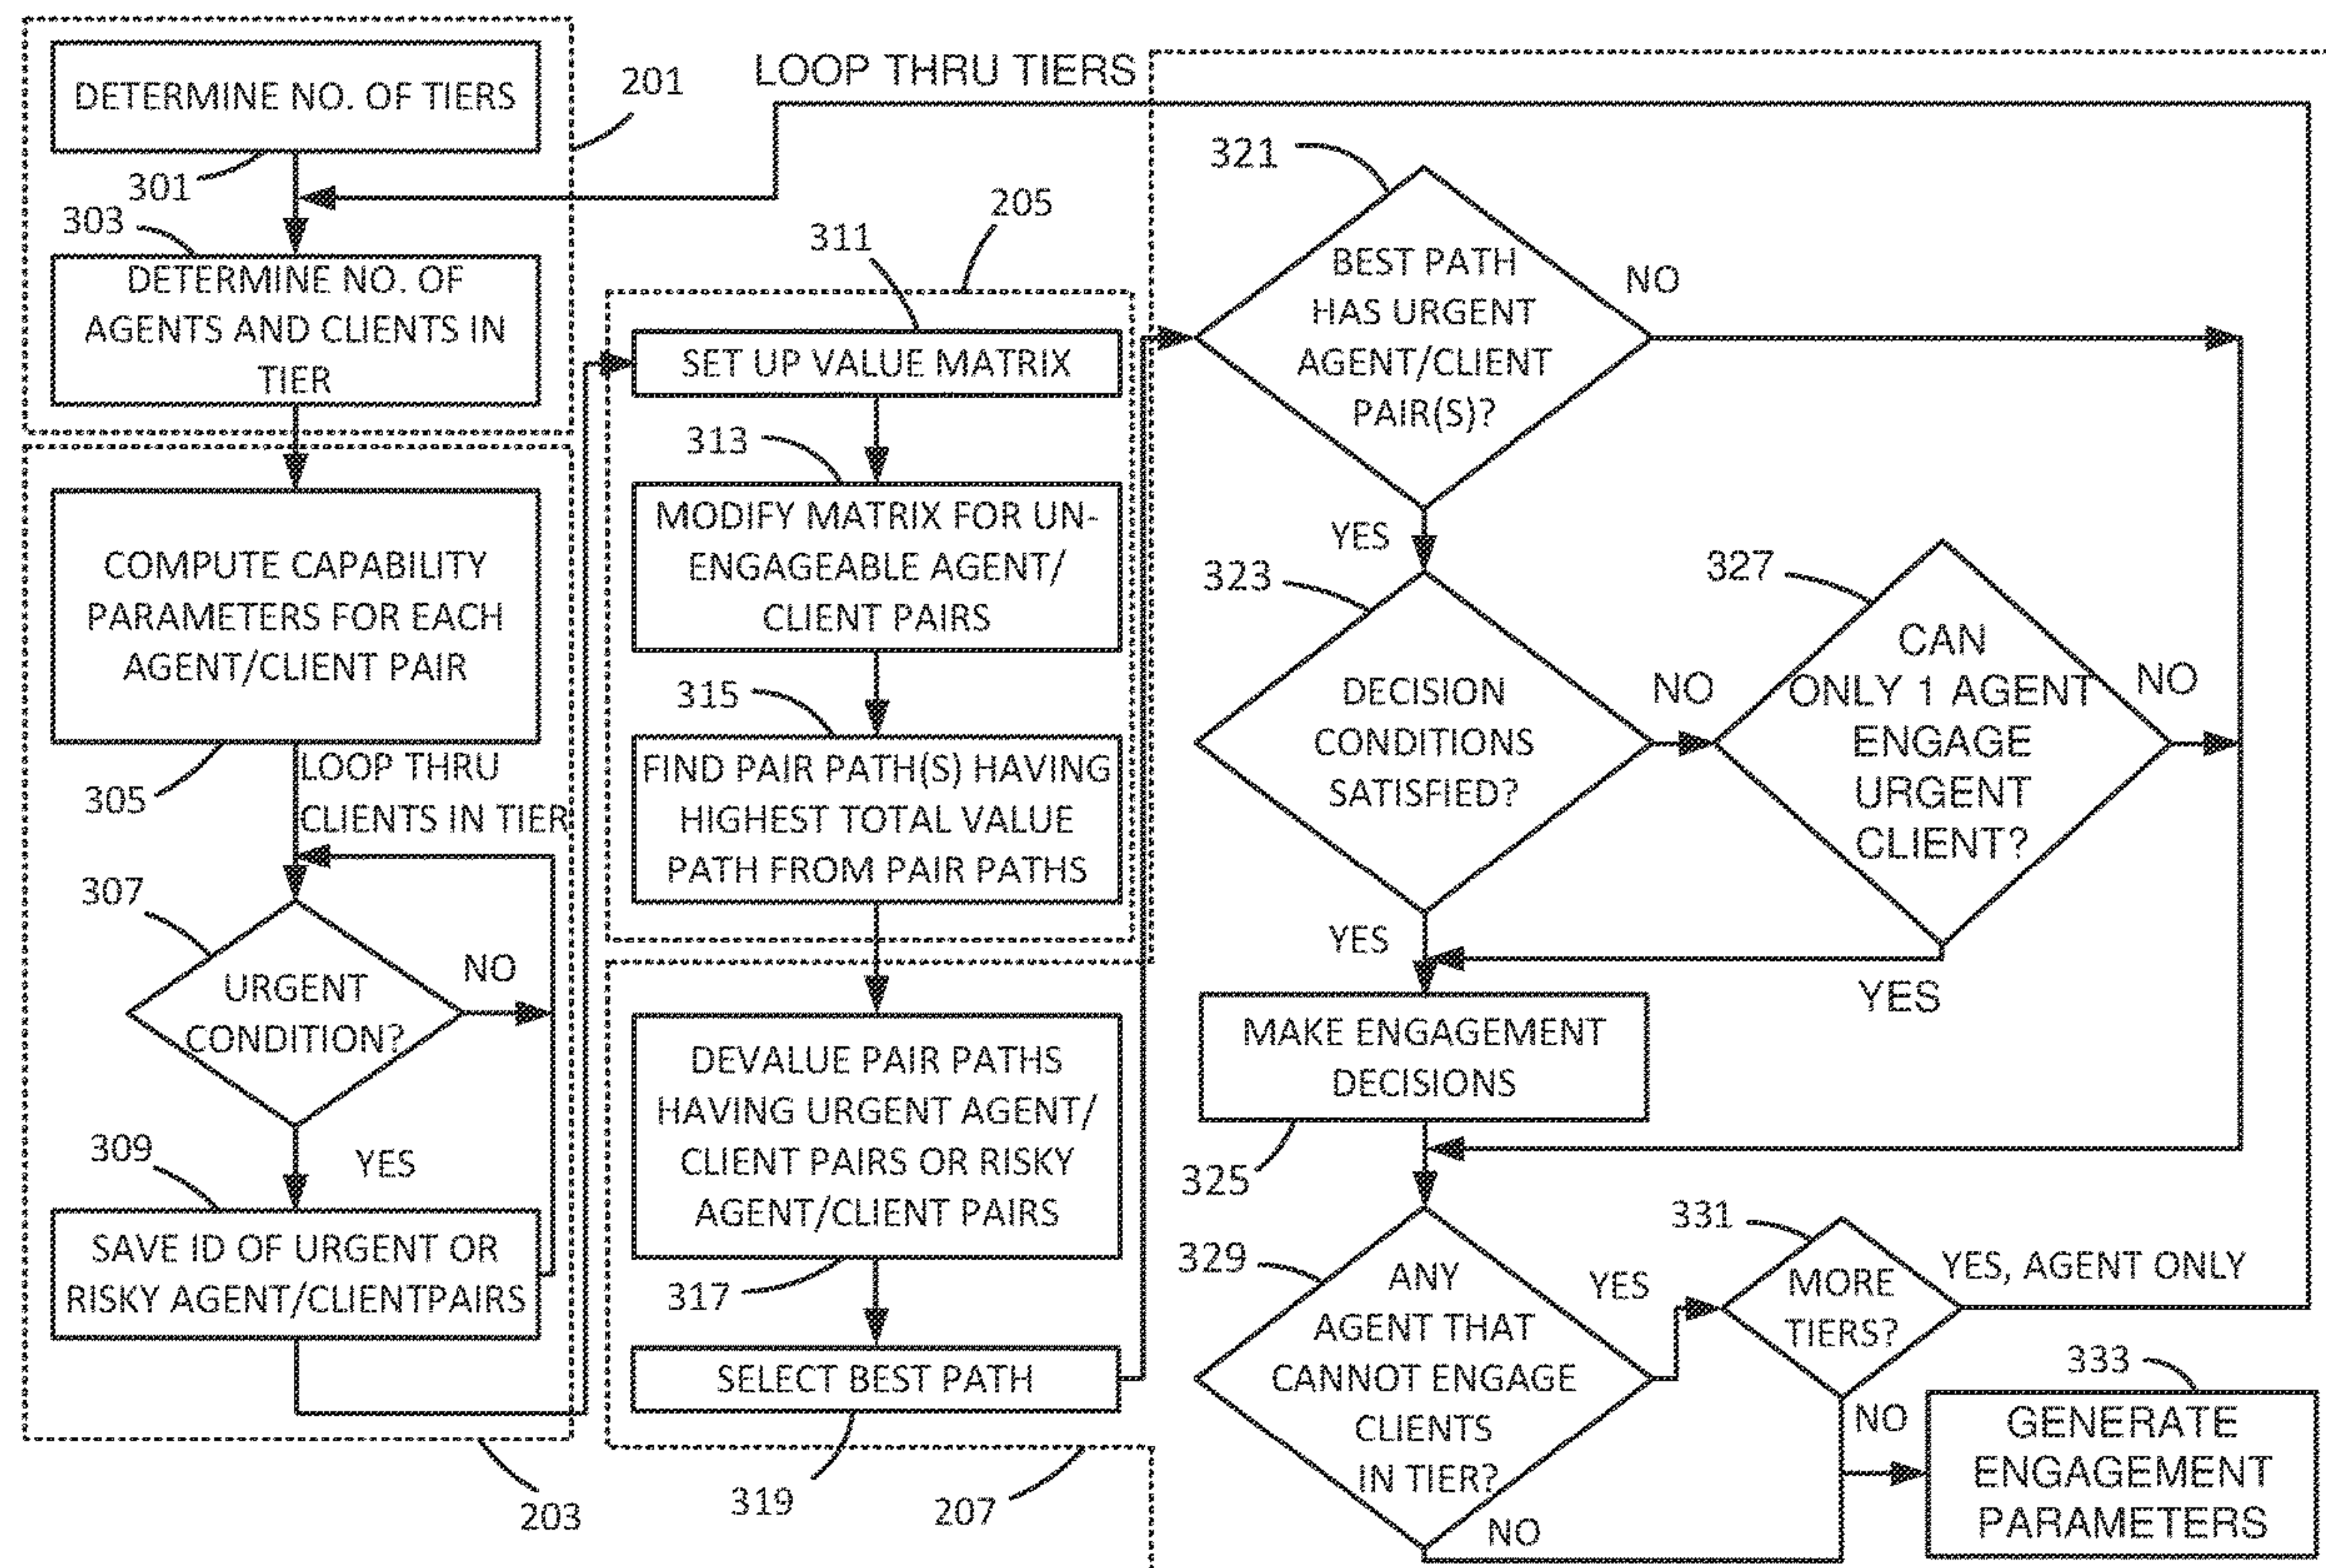 DETERMINE NO. OF TIERS
201
301
303
DETERMINE NO. OF
AGENTS AND CLIENTS IN
TIER
COMPUTE CAPABILITY
PARAMETERS FOR EACH
AGENT/CLIENT PAIR
305
LOOP THRU
CLIENTS IN TIER
307
URGENT
CONDITION?
NO
YES
309
SAVE ID OF URGENT OR
RISKY AGENT/CLIENTPAIRS
203
LOOP THRU TIERS
205
311
SET UP VALUE MATRIX
313
MODIFY MATRIX FOR UN-
ENGAGEABLE AGENT/
CLIENT PAIRS
315
FIND PAIR PATH(S) HAVING
HIGHEST TOTAL VALUE
PATH FROM PAIR PATHS
DEVALUE PAIR PATHS
HAVING URGENT AGENT/
CLIENT PAIRS OR RISKY
AGENT/CLIENT PAIRS
317
SELECT BEST PATH
319
207
321
BEST PATH
HAS URGENT
AGENT/CLIENT
PAIR(S)?
NO
YES
323
DECISION
CONDITIONS
SATISFIED?
NO
YES
327
CAN
ONLY 1 AGENT
ENGAGE
URGENT
CLIENT?
NO
YES
MAKE ENGAGEMENT
DECISIONS
325
329
ANY
AGENT THAT
CANNOT ENGAGE
CLIENTS
IN TIER?
YES
NO
331
MORE
TIERS?
YES, AGENT ONLY
NO
333
GENERATE
ENGAGEMENT
PARAMETERS